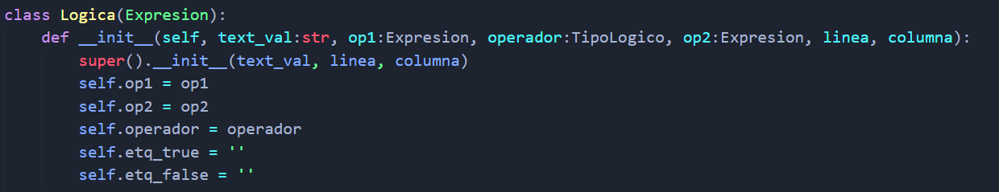 class Logica(Expresion):
    def __init__(self, text_val:str, op1:Expresion, operador:TipoLogico, op2:Expresion, linea, columna):
        super().__init__(text_val, linea, columna)
        self.op1 = op1
        self.op2 = op2
        self.operador = operador
        self.etq_true = ''
        self.etq_false = ''